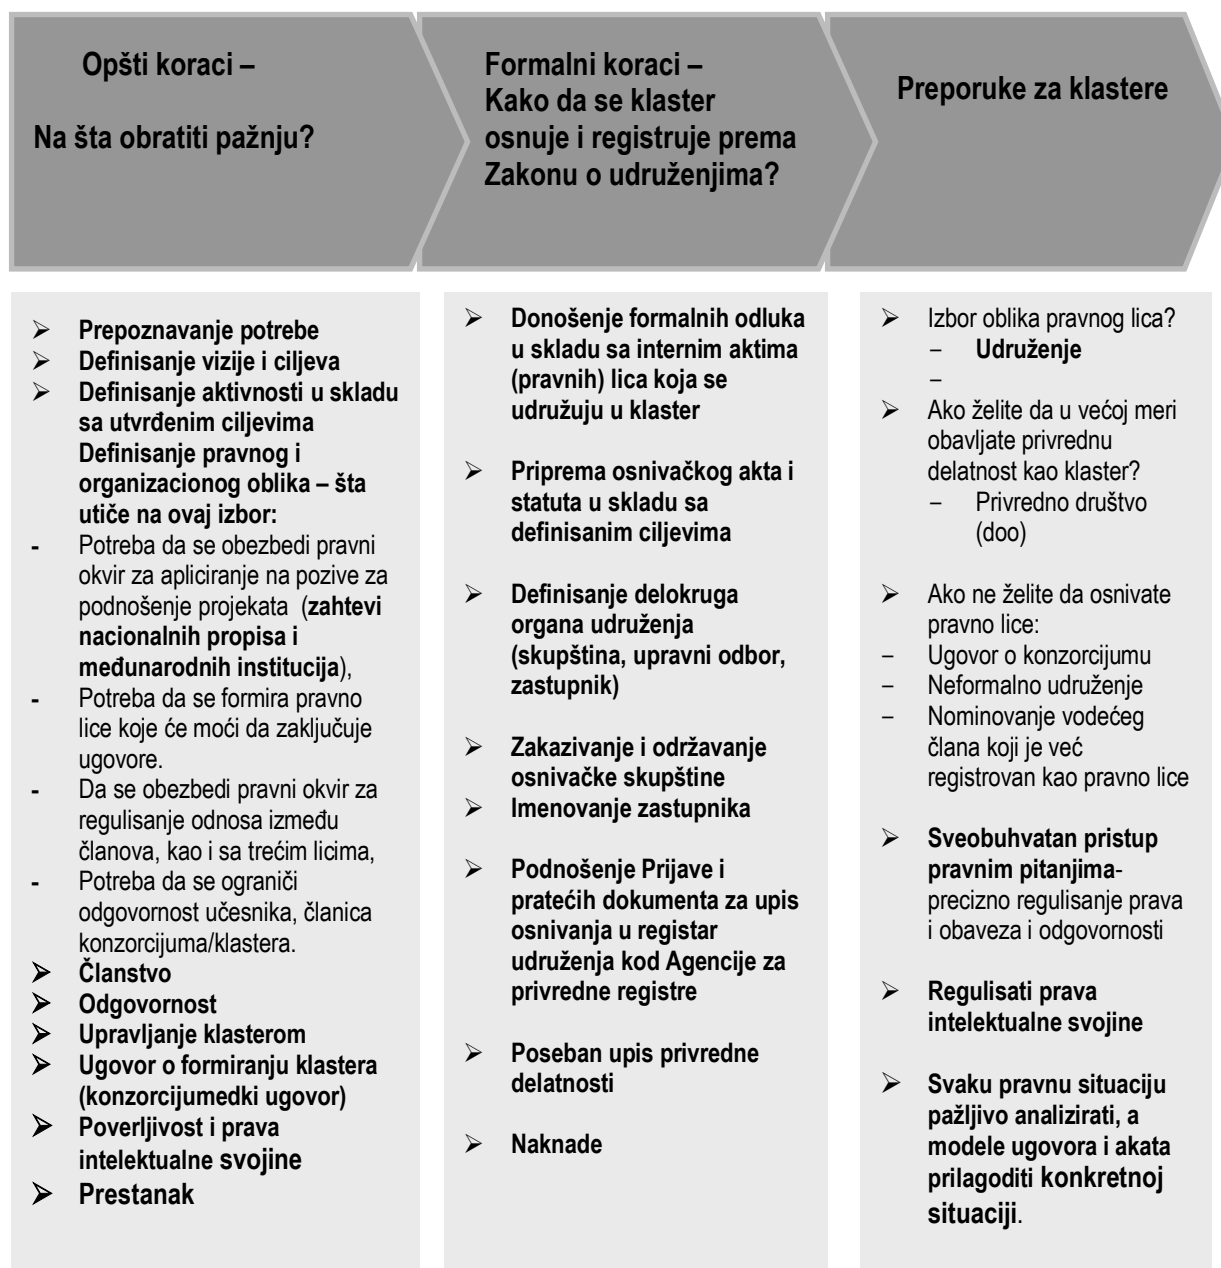 Opšti koraci –
Na šta obratiti pažnju?
Formalni koraci –
Kako da se klaster
osnuje i registruje prema
Zakonu o udruženjima?
Preporuke za klastere
➢ Prepoznavanje potrebe
➢ Definisanje vizije i ciljeva
➢ Definisanje aktivnosti u skladu
sa utvrđenim ciljevima
Definisanje pravnog i
organizacionog oblika – šta
utiče na ovaj izbor:
- Potreba da se obezbedi pravni
okvir za apliciranje na pozive za
podnošenje projekata (zahtevi
nacionalnih propisa i
međunarodnih institucija),
- Potreba da se formira pravno
lice koje će moći da zaključuje
ugovore.
- Da se obezbedi pravni okvir za
regulisanje odnosa između
članova, kao i sa trećim licima,
- Potreba da se ograniči
odgovornost učesnika, članica
konzorcijuma/klastera.
➢ Članstvo
➢ Odgovornost
➢ Upravljanje klasterom
➢ Ugovor o formiranju klastera
(konzorcijumedki ugovor)
➢ Poverljivost i prava
intelektualne svojine
➢ Prestanak
➢ Donošenje formalnih odluka
u skladu sa internim aktima
(pravnih) lica koja se
udružuju u klaster
➢ Priprema osnivačkog akta i
statuta u skladu sa
definisanim ciljevima
➢ Definisanje delokruga
organa udruženja
(skupština, upravni odbor,
zastupnik)
➢ Zakazivanje i održavanje
osnivačke skupštine
➢ Imenovanje zastupnika
➢ Podnošenje Prijave i
pratećih dokumenta za upis
osnivanja u registar
udruženja kod Agencije za
privredne registre
➢ Poseban upis privredne
delatnosti
➢ Naknade
➢ Izbor oblika pravnog lica?
– Udruženje
–
➢ Ako želite da u većoj meri
obavljate privrednu
delatnost kao klaster?
– Privredno društvo
(doo)
➢ Ako ne želite da osnivate
pravno lice:
– Ugovor o konzorcijumu
– Neformalno udruženje
– Nominovanje vodećeg
člana koji je već
registrovan kao pravno lice
➢ Sveobuhvatan pristup
pravnim pitanjima-
precizno regulisanje prava
i obaveza i odgovornosti
➢ Regulisati prava
intelektualne svojine
➢ Svaku pravnu situaciju
pažljivo analizirati, a
modele ugovora i akata
prilagoditi konkretnoj
situaciji.